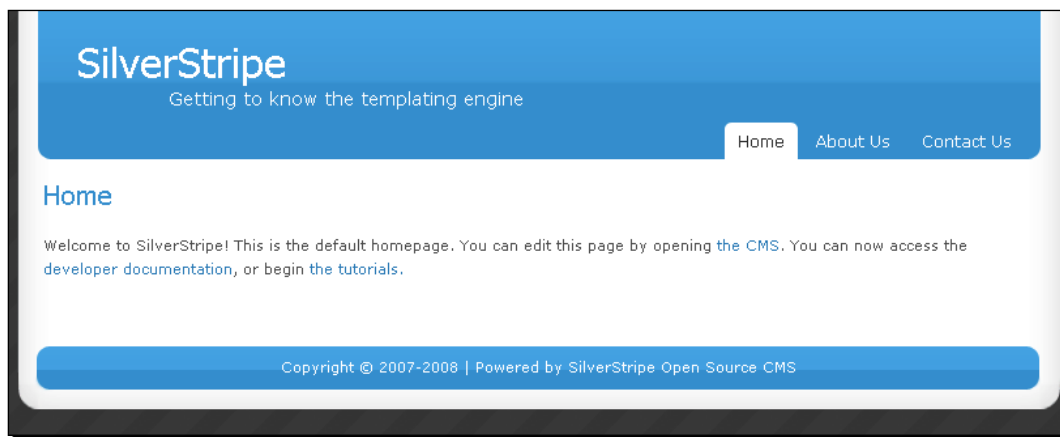 SilverStripe
Getting to know the templating engine
Home About Us Contact Us
Home
Welcome to SilverStripe! This is the default homepage. You can edit this page by opening the CMS. You can now access the
developer documentation, or begin the tutorials.
Copyright © 2007-2008 | Powered by SilverStripe Open Source CMS